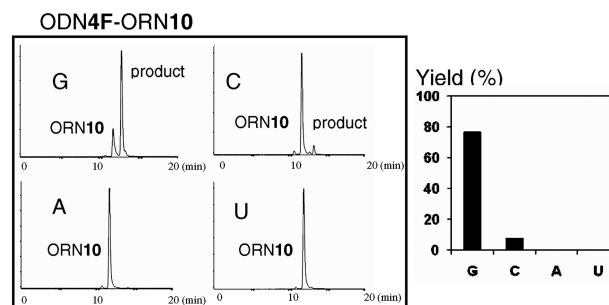 ODN4F-ORN10
G
product
ORN10
0 10 20 (min)
C
ORN10
product
0 10 20 (min)
A
ORN10
0 10 20 (min)
U
ORN10
0 10 20 (min)
Yield (%)
100
80
60
40
20
0
G C A U